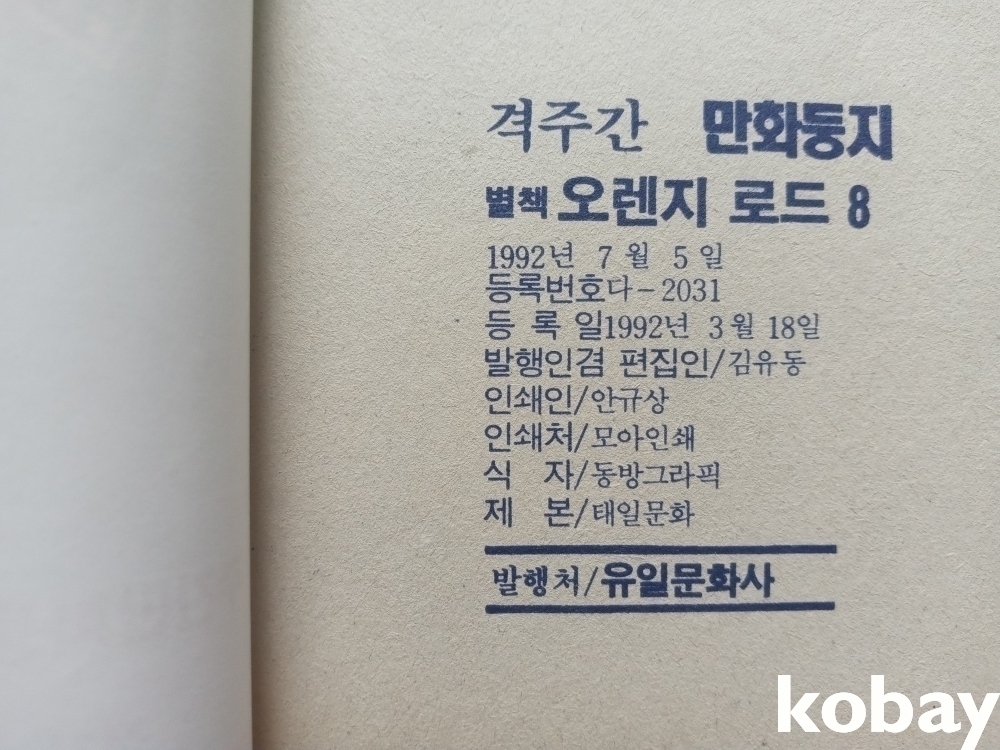 격주간 만화둥지
별책 오렌지 로드 8
1992년 7 월 5 일
등록번호다-2031
등 록 일1992년 3월 18일
발행인겸 편집인/김유동
인쇄인/안규상
인쇄처/모아인쇄
식 자/동방그라픽
제 본/태일문화
발행처/유일문화사
kobay